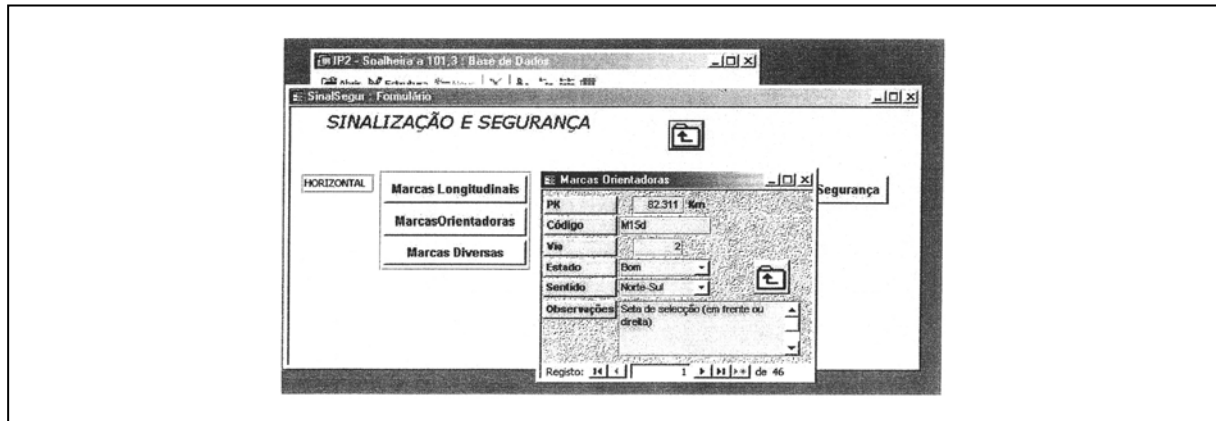 IP2 - Soalheira a 101,3 : Base de Dados
Abrir Estrutura
SinalSegur : Formulário
SINALIZAÇÃO E SEGURANÇA
HORIZONTAL
Marcas Longitudinais
MarcasOrientadoras
Marcas Diversas
Segurança
Marcas Orientadoras
PK 82.311 Km
Código M15d
Via 2
Estado Bom
Sentido Norte-Sul
Observações Seta de selecção (em frente ou
direita)
Registo: 1 de 46